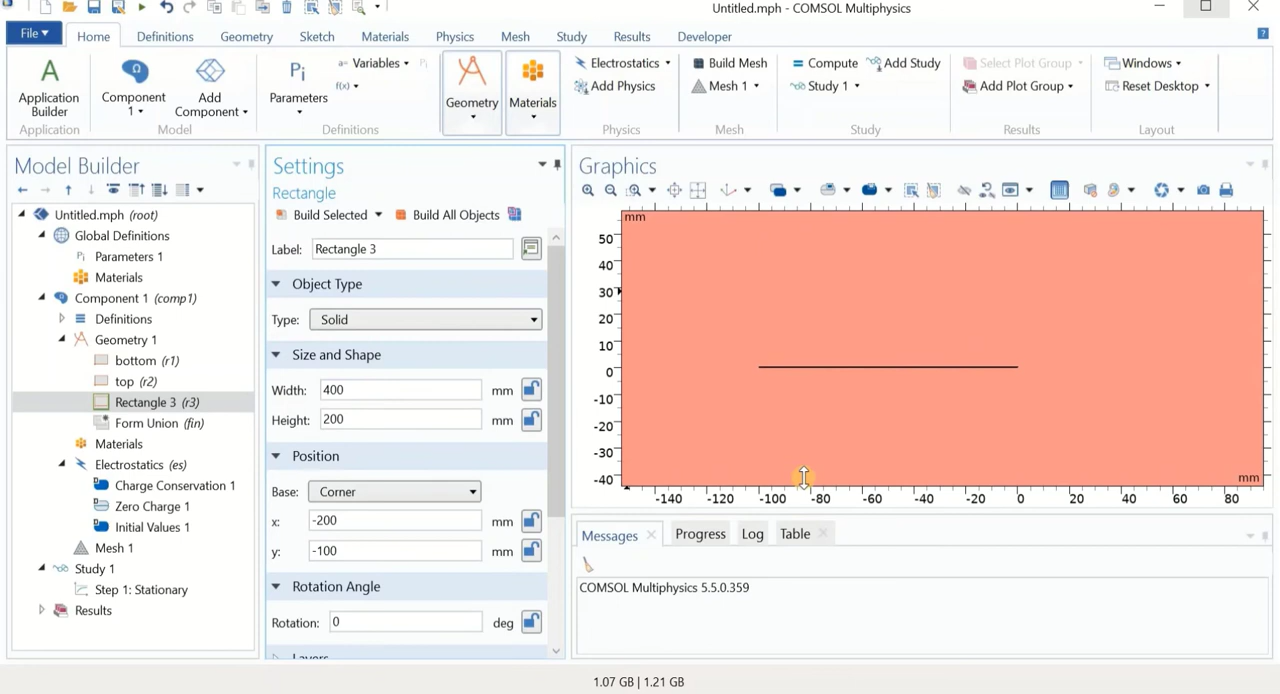 Untitled.mph - COMSOL Multiphysics
File Home Definitions Geometry Sketch Materials Physics Mesh Study Results Developer
Application Builder
Application
Component 1
Add Component
Model
Parameters
a= Variables
f(x)
Pi
Definitions
Geometry
Materials
Electrostatics
Add Physics
Physics
Build Mesh
Mesh 1
Mesh
Compute
Add Study
Study 1
Study
Select Plot Group
Add Plot Group
Results
Windows
Reset Desktop
Layout
Model Builder
Untitled.mph (root)
Global Definitions
Pi Parameters 1
Materials
Component 1 (comp1)
Definitions
Geometry 1
bottom (r1)
top (r2)
Rectangle 3 (r3)
Form Union (fin)
Materials
Electrostatics (es)
Charge Conservation 1
Zero Charge 1
Initial Values 1
Mesh 1
Study 1
Step 1: Stationary
Results
Settings
Rectangle
Build Selected Build All Objects
Label: Rectangle 3
Object Type
Type: Solid
Size and Shape
Width: 400 mm
Height: 200 mm
Position
Base: Corner
x: -200 mm
y: -100 mm
Rotation Angle
Rotation: 0 deg
Graphics
mm
50
40
30
20
10
0
-10
-20
-30
-40
mm
-140 -120 -100 -80 -60 -40 -20 0 20 40 60 80
Messages Progress Log Table
COMSOL Multiphysics 5.5.0.359
1.07 GB | 1.21 GB